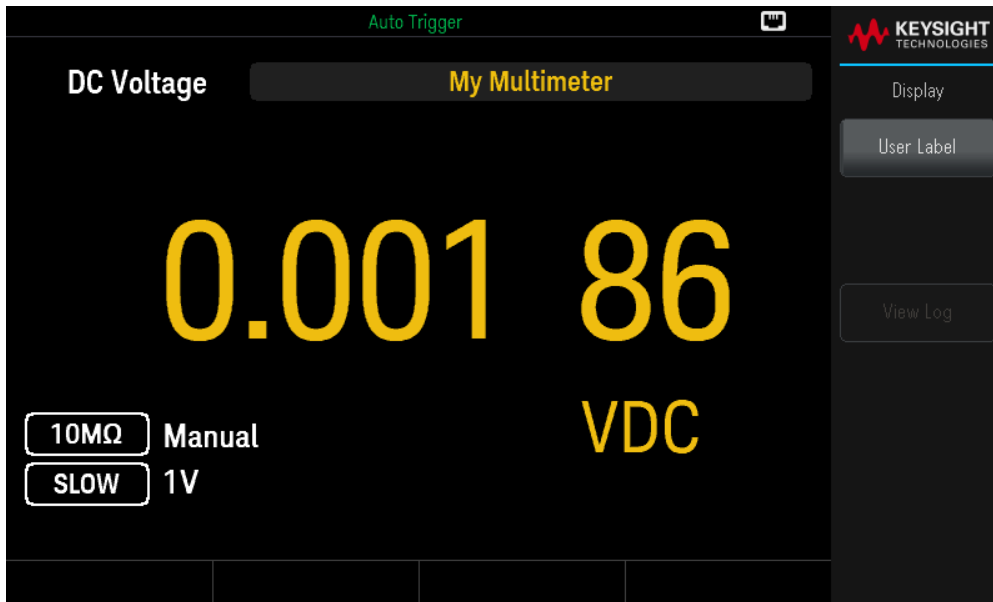 Auto Trigger
KEYSIGHT
TECHNOLOGIES
DC Voltage My Multimeter
Display
User Label
0.001 86
VDC
View Log
10MΩ Manual
SLOW 1V